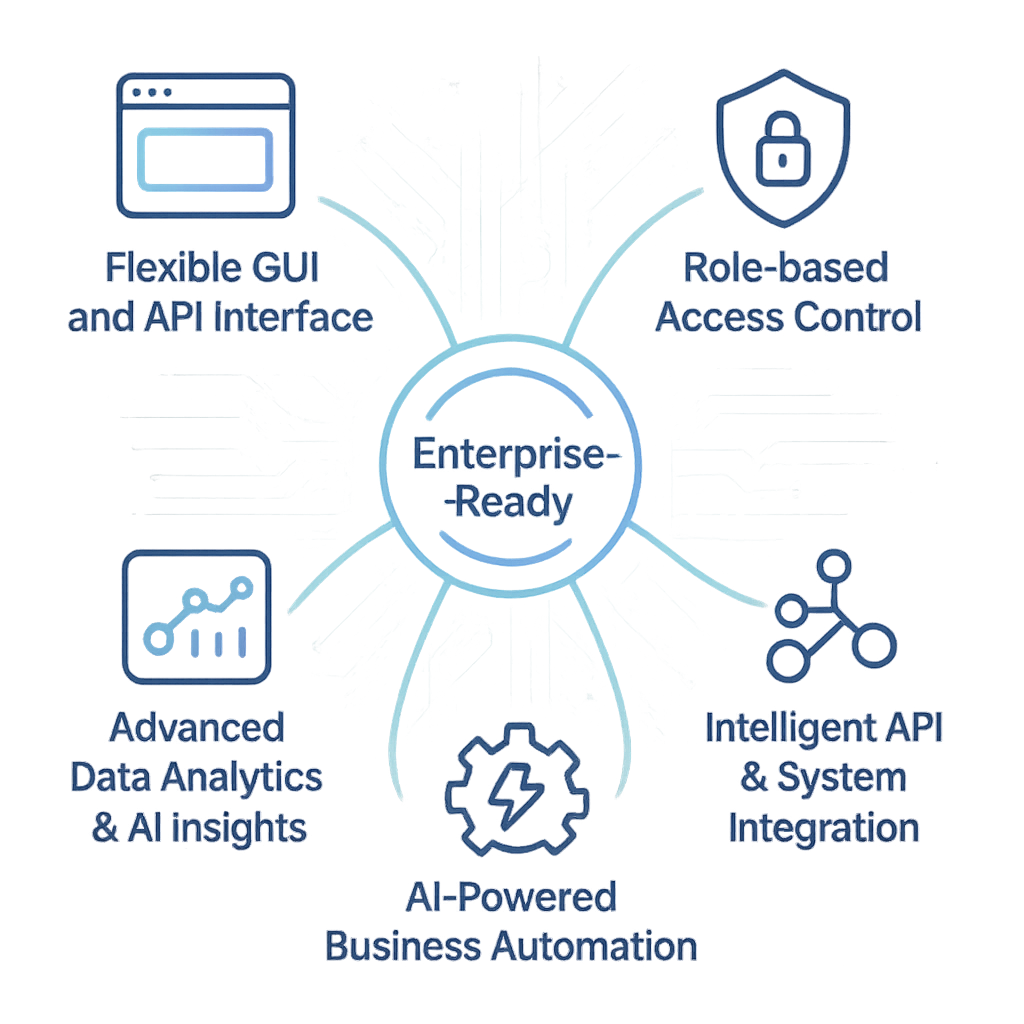 Flexible GUI
and API Interface
Role-based
Access Control
Enterprise-
-Ready
Advanced
Data Analytics
& AI insights
Intelligent API
& System
Integration
AI-Powered
Business Automation